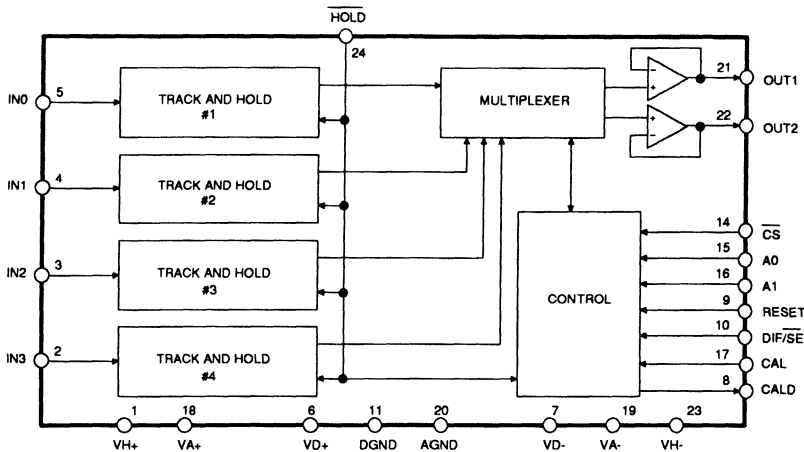 HOLD
24
IN0
5
TRACK AND HOLD
#1
MULTIPLEXER
21
OUT1
22
OUT2
IN1
4
TRACK AND HOLD
#2
IN2
3
TRACK AND HOLD
#3
IN3
2
TRACK AND HOLD
#4
CONTROL
14
CS
15
A0
16
A1
9
RESET
10
DIF/SE
17
CAL
8
CALD
1
18
6
11
20
7
19
23
VH+
VA+
VD+
DGND
AGND
VD-
VA-
VH-